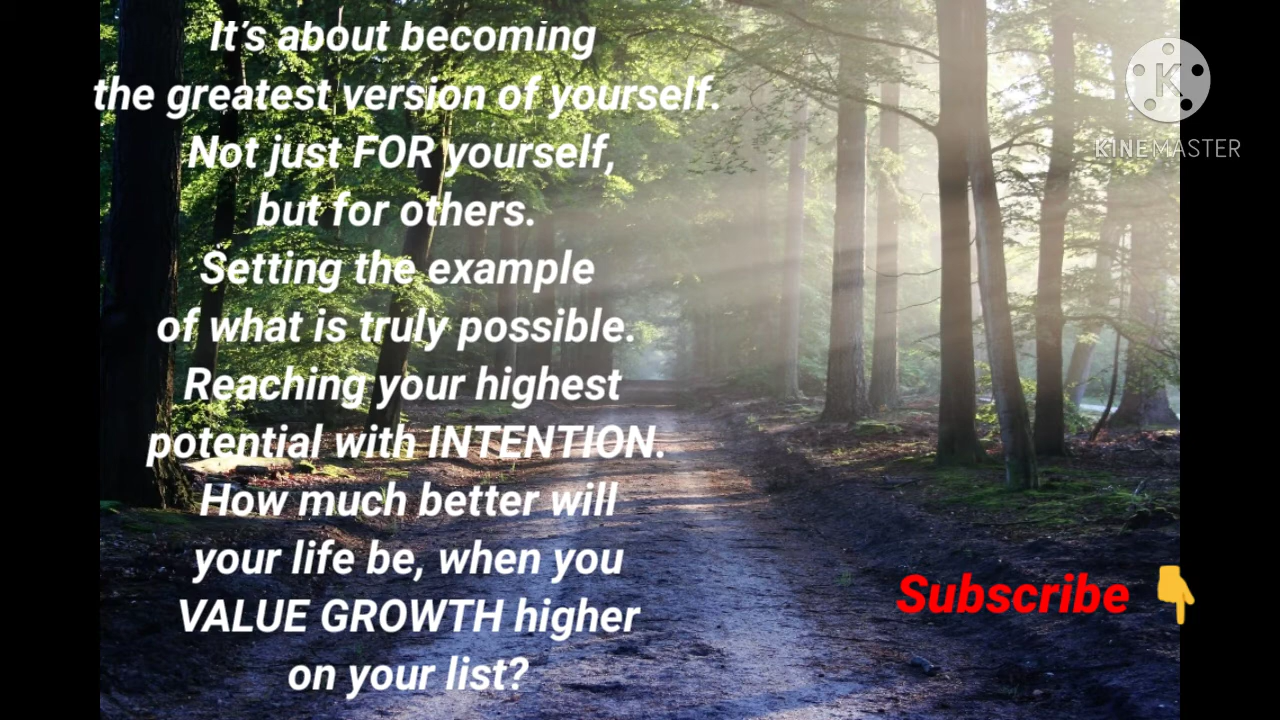 It's about becoming
the greatest version of yourself.
Not just FOR yourself,
but for others.
Setting the example
of what is truly possible.
Reaching your highest
potential with INTENTION.
How much better will
your life be, when you
VALUE GROWTH higher
on your list?
K
KINEMASTER
Subscribe 👇